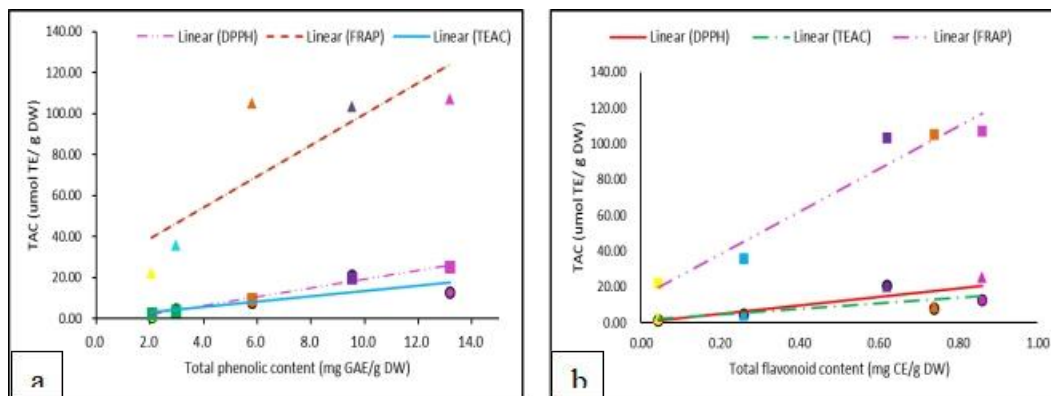 Linear (DPPH) Linear (FRAP) Linear (TEAC)
140.00
120.00
100.00
80.00
60.00
40.00
20.00
0.00
TAC (umol TE/ g DW)
0.0 2.0 4.0 6.0 8.0 10.0 12.0 14.0
Total phenolic content (mg GAE/g DW)
a
Linear (DPPH) Linear (TEAC) Linear (FRAP)
140.00
120.00
100.00
80.00
60.00
40.00
20.00
0.00
TAC (umol TE/ g DW)
0.00 0.20 0.40 0.60 0.80 1.00
Total flavonoid content (mg CE/g DW)
b